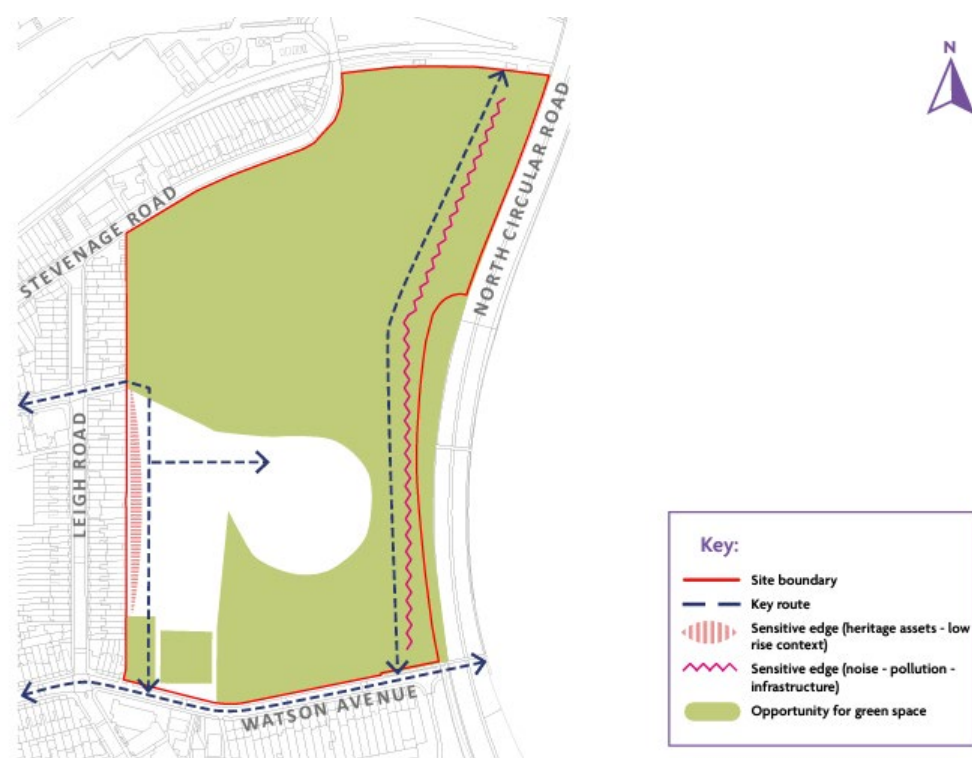 N
NORTH CIRCULAR ROAD
STEVENAGE ROAD
LEIGH ROAD
WATSON AVENUE
Key:
Site boundary
Key route
Sensitive edge (heritage assets - low
rise context)
Sensitive edge (noise - pollution -
infrastructure)
Opportunity for green space